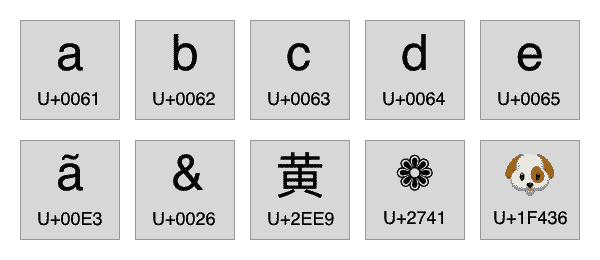 a b c d e
U+0061 U+0062 U+0063 U+0064 U+0065
ã & 黄 ❁ 🐶
U+00E3 U+0026 U+2EE9 U+2741 U+1F436